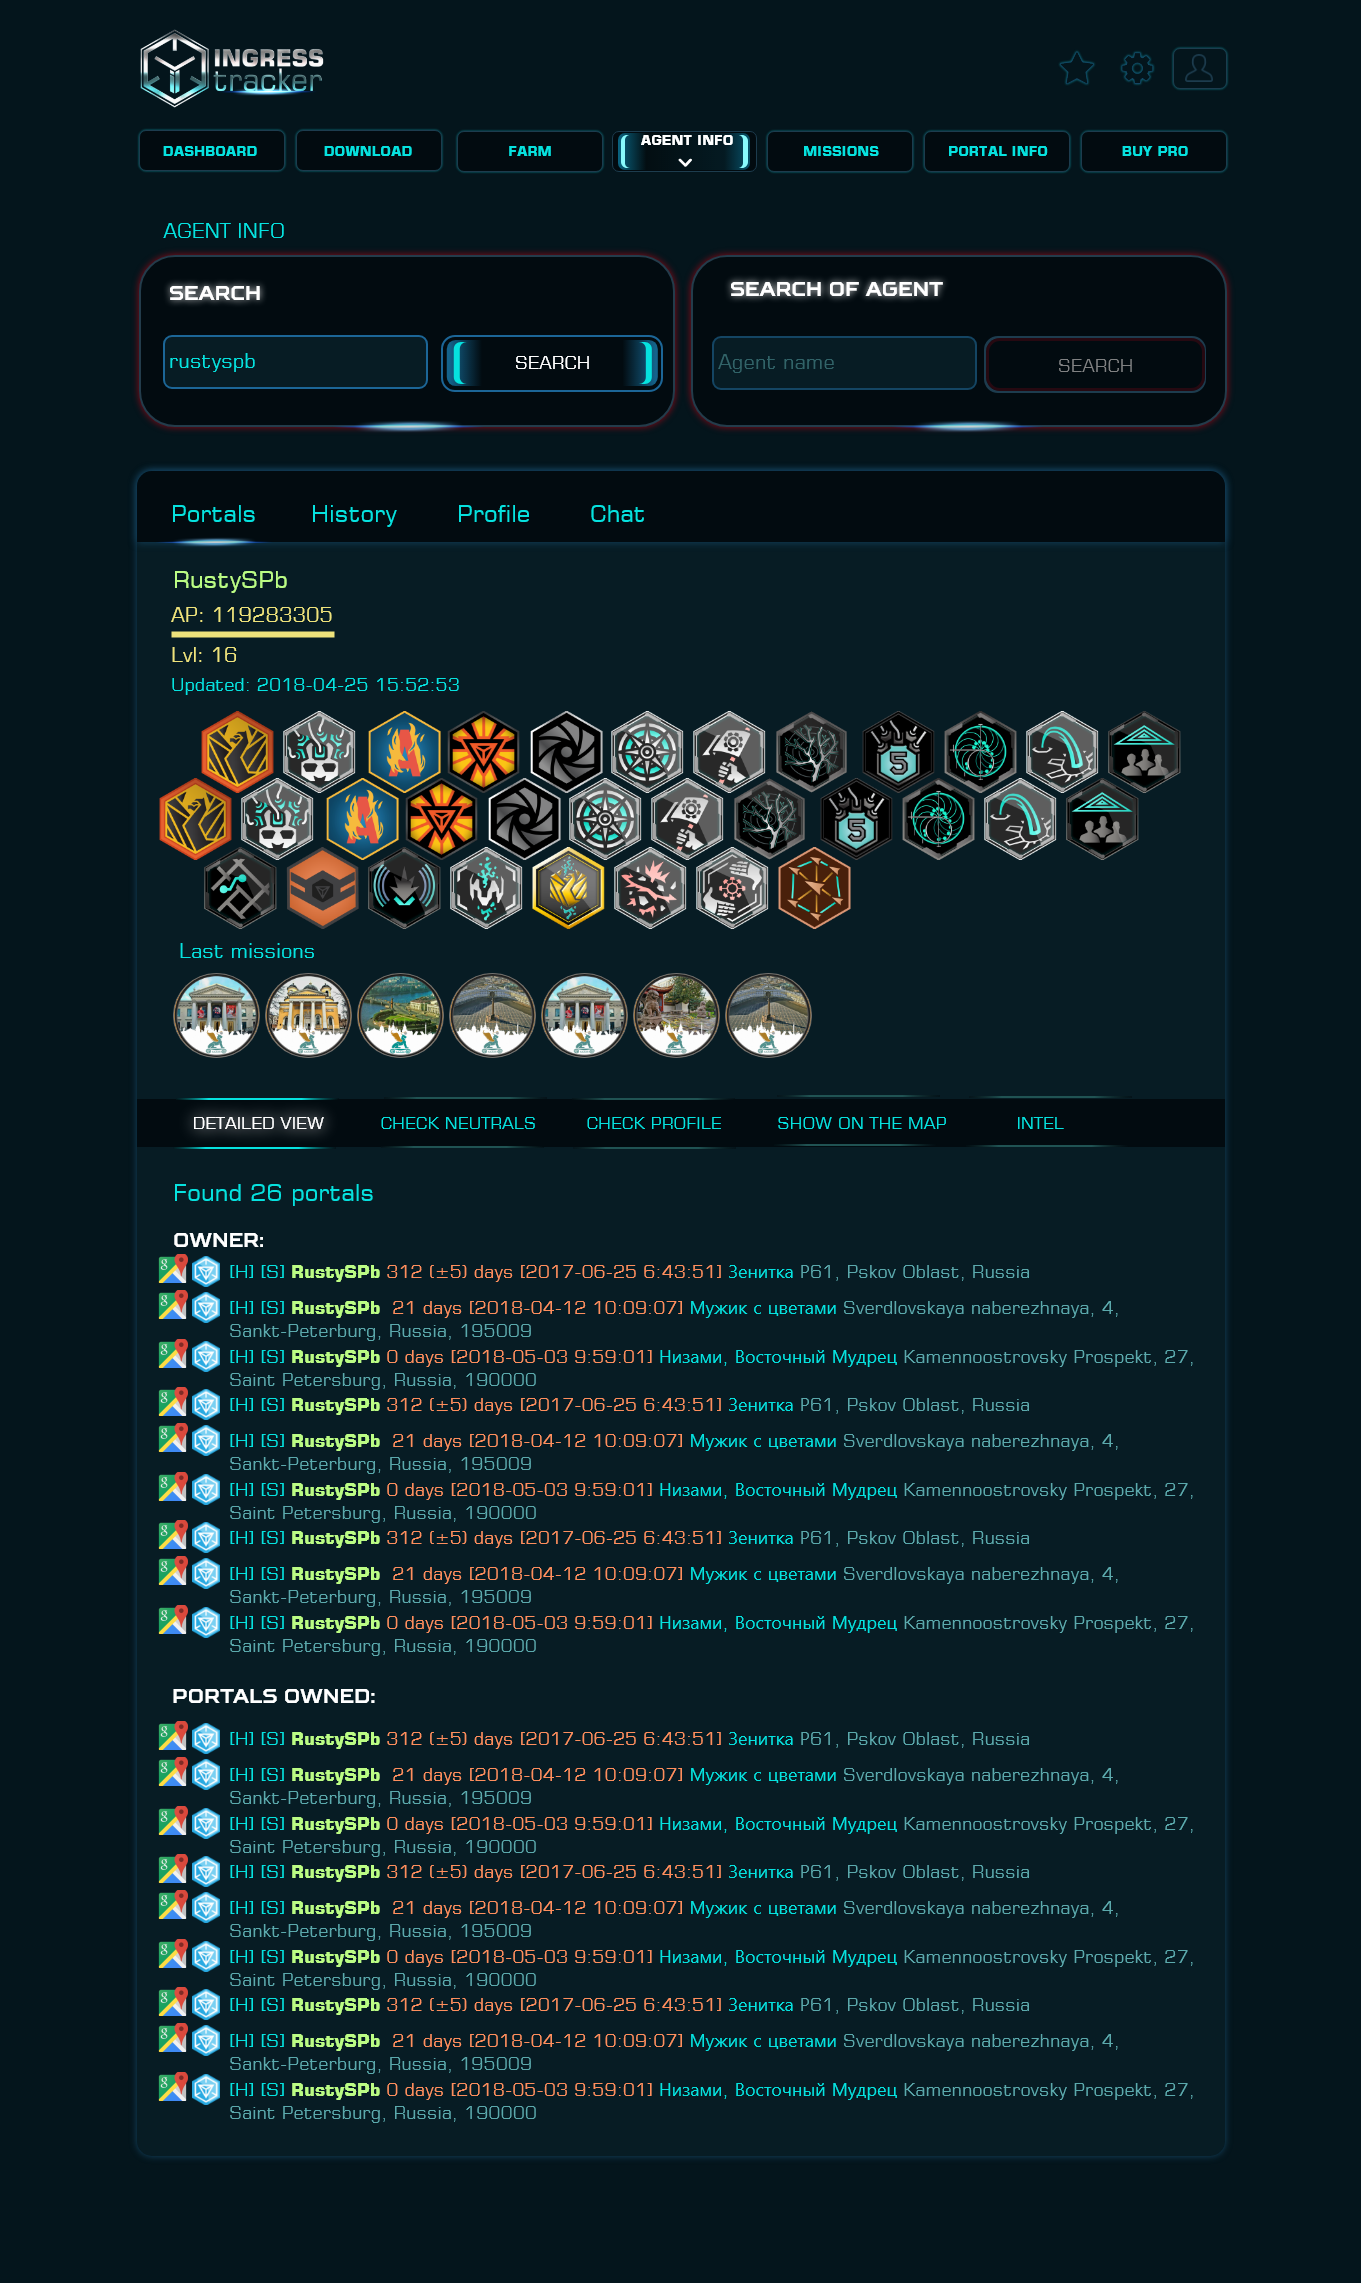 INGRESS
tracker
DASHBOARD
DOWNLOAD
FARM
AGENT INFO
MISSIONS
PORTAL INFO
BUY PRO
AGENT INFO
SEARCH
rustyspb
SEARCH
SEARCH OF AGENT
Agent name
SEARCH
Portals
History
Profile
Chat
RustySPb
AP: 119283305
Lvl: 16
Updated: 2018-04-25 15:52:53
5
5
Last missions
DETAILED VIEW
CHECK NEUTRALS
CHECK PROFILE
SHOW ON THE MAP
INTEL
Found 26 portals
OWNER:
[H] [S] RustySPb 312 (±5) days [2017-06-25 6:43:51] Зенитка P61, Pskov Oblast, Russia
[H] [S] RustySPb 21 days [2018-04-12 10:09:07] Мужик с цветами Sverdlovskaya naberezhnaya, 4,
Sankt-Peterburg, Russia, 195009
[H] [S] RustySPb 0 days [2018-05-03 9:59:01] Низами, Восточный Мудрец Kamennoostrovsky Prospekt, 27,
Saint Petersburg, Russia, 190000
[H] [S] RustySPb 312 (±5) days [2017-06-25 6:43:51] Зенитка P61, Pskov Oblast, Russia
[H] [S] RustySPb 21 days [2018-04-12 10:09:07] Мужик с цветами Sverdlovskaya naberezhnaya, 4,
Sankt-Peterburg, Russia, 195009
[H] [S] RustySPb 0 days [2018-05-03 9:59:01] Низами, Восточный Мудрец Kamennoostrovsky Prospekt, 27,
Saint Petersburg, Russia, 190000
[H] [S] RustySPb 312 (±5) days [2017-06-25 6:43:51] Зенитка P61, Pskov Oblast, Russia
[H] [S] RustySPb 21 days [2018-04-12 10:09:07] Мужик с цветами Sverdlovskaya naberezhnaya, 4,
Sankt-Peterburg, Russia, 195009
[H] [S] RustySPb 0 days [2018-05-03 9:59:01] Низами, Восточный Мудрец Kamennoostrovsky Prospekt, 27,
Saint Petersburg, Russia, 190000
PORTALS OWNED:
[H] [S] RustySPb 312 (±5) days [2017-06-25 6:43:51] Зенитка P61, Pskov Oblast, Russia
[H] [S] RustySPb 21 days [2018-04-12 10:09:07] Мужик с цветами Sverdlovskaya naberezhnaya, 4,
Sankt-Peterburg, Russia, 195009
[H] [S] RustySPb 0 days [2018-05-03 9:59:01] Низами, Восточный Мудрец Kamennoostrovsky Prospekt, 27,
Saint Petersburg, Russia, 190000
[H] [S] RustySPb 312 (±5) days [2017-06-25 6:43:51] Зенитка P61, Pskov Oblast, Russia
[H] [S] RustySPb 21 days [2018-04-12 10:09:07] Мужик с цветами Sverdlovskaya naberezhnaya, 4,
Sankt-Peterburg, Russia, 195009
[H] [S] RustySPb 0 days [2018-05-03 9:59:01] Низами, Восточный Мудрец Kamennoostrovsky Prospekt, 27,
Saint Petersburg, Russia, 190000
[H] [S] RustySPb 312 (±5) days [2017-06-25 6:43:51] Зенитка P61, Pskov Oblast, Russia
[H] [S] RustySPb 21 days [2018-04-12 10:09:07] Мужик с цветами Sverdlovskaya naberezhnaya, 4,
Sankt-Peterburg, Russia, 195009
[H] [S] RustySPb 0 days [2018-05-03 9:59:01] Низами, Восточный Мудрец Kamennoostrovsky Prospekt, 27,
Saint Petersburg, Russia, 190000